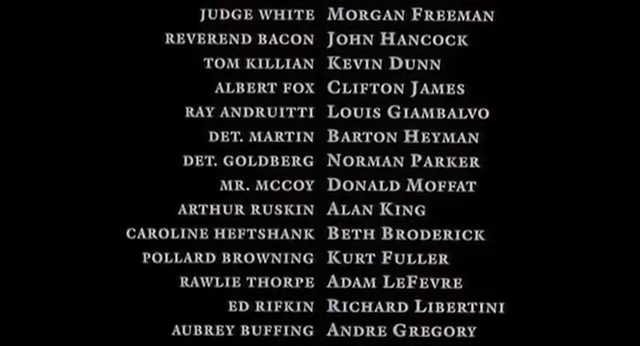 JUDGE WHITE MORGAN FREEMAN
REVEREND BACON JOHN HANCOCK
TOM KILLIAN KEVIN DUNN
ALBERT FOX CLIFTON JAMES
RAY ANDRUITTI LOUIS GIAMBALVO
DET. MARTIN BARTON HEYMAN
DET. GOLDBERG NORMAN PARKER
MR. MCCOY DONALD MOFFAT
ARTHUR RUSKIN ALAN KING
CAROLINE HEFTSHANK BETH BRODERICK
POLLARD BROWNING KURT FULLER
RAWLIE THORPE ADAM LEFEVRE
ED RIFKIN RICHARD LIBERTINI
AUBREY BUFFING ANDRE GREGORY